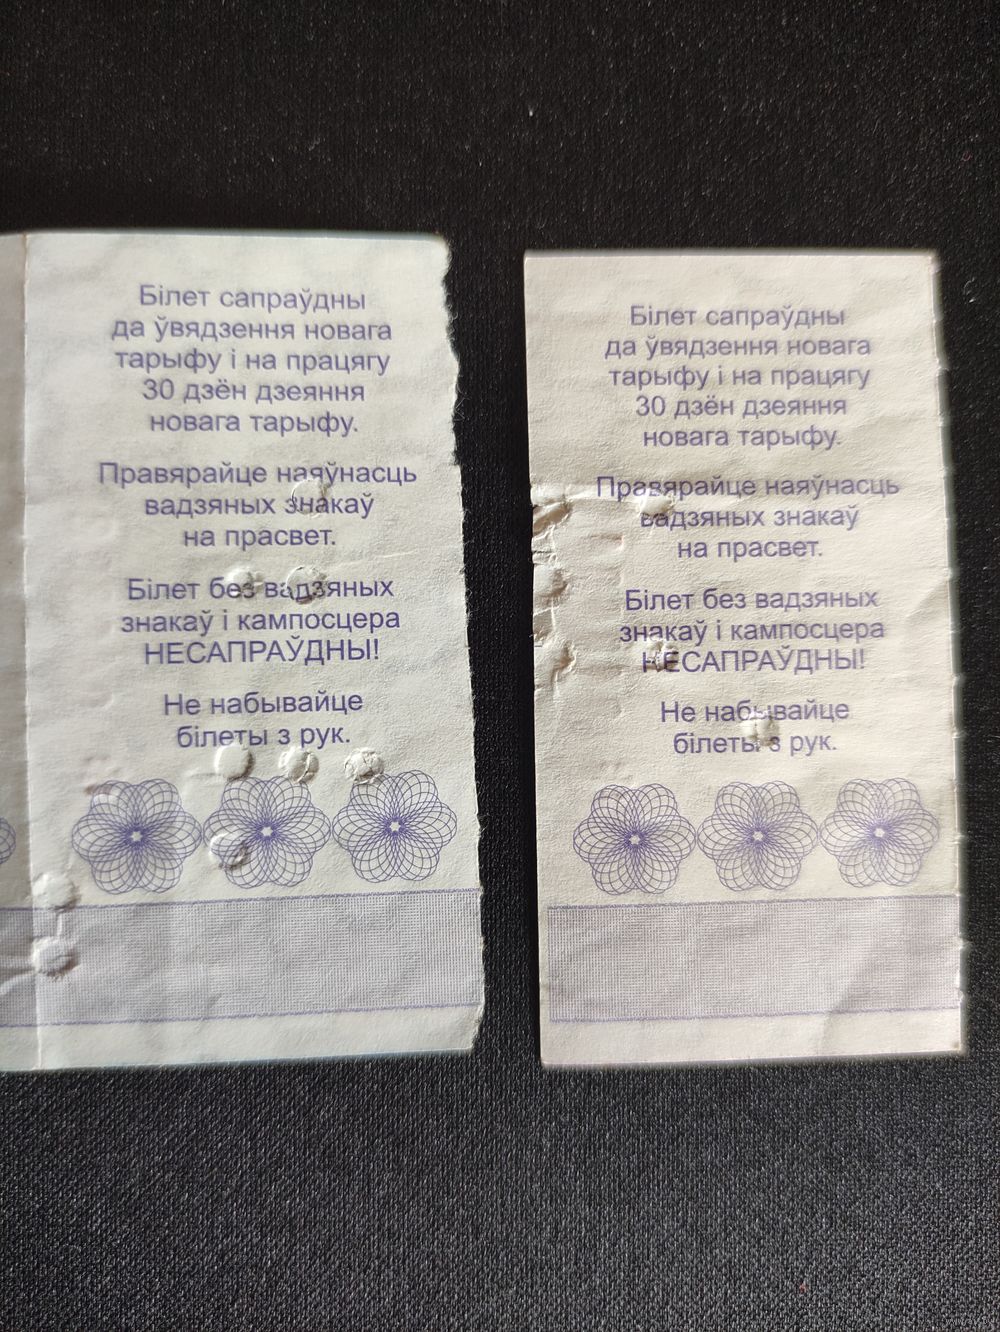 Білет сапраўдны
да ўвядзення новага
тарыфу і на працягу
30 дзён дзеяння
новага тарыфу.
Правярайце наяўнасць
вадзяных знакаў
на прасвет.
Білет без вадзяных
знакаў і кампосцера
НЕСАПРАЎДНЫ!
Не набывайце
білеты з рук.
Білет сапраўдны
да ўвядзення новага
тарыфу і на працягу
30 дзён дзеяння
новага тарыфу.
Правярайце наяўнасць
вадзяных знакаў
на прасвет.
Білет без вадзяных
знакаў і кампосцера
НЕСАПРАЎДНЫ!
Не набывайце
білеты з рук.